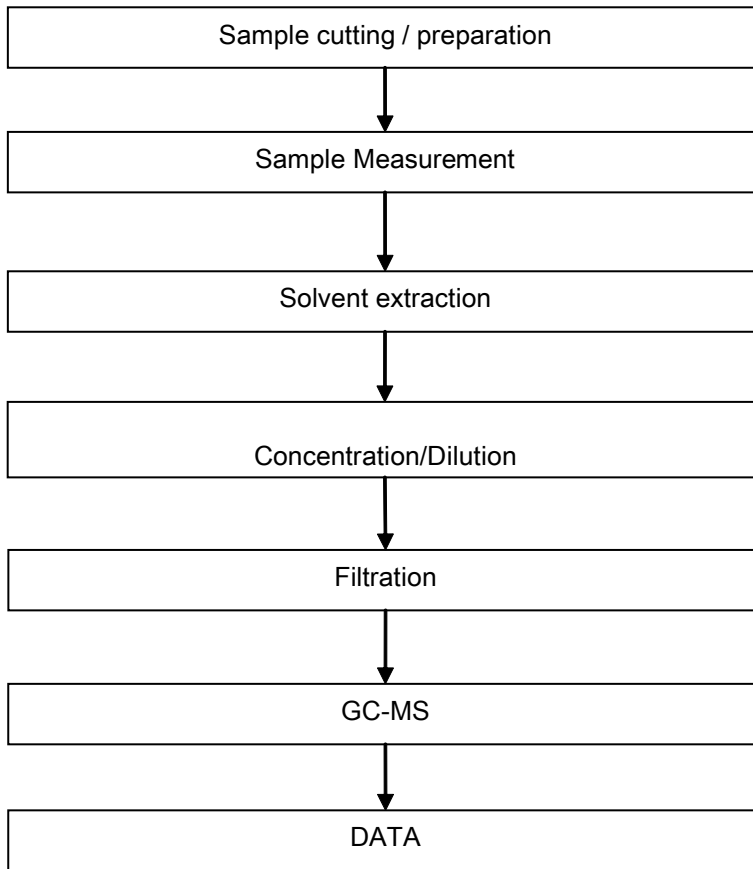 Sample cutting / preparation
Sample Measurement
Solvent extraction
Concentration/Dilution
Filtration
GC-MS
DATA